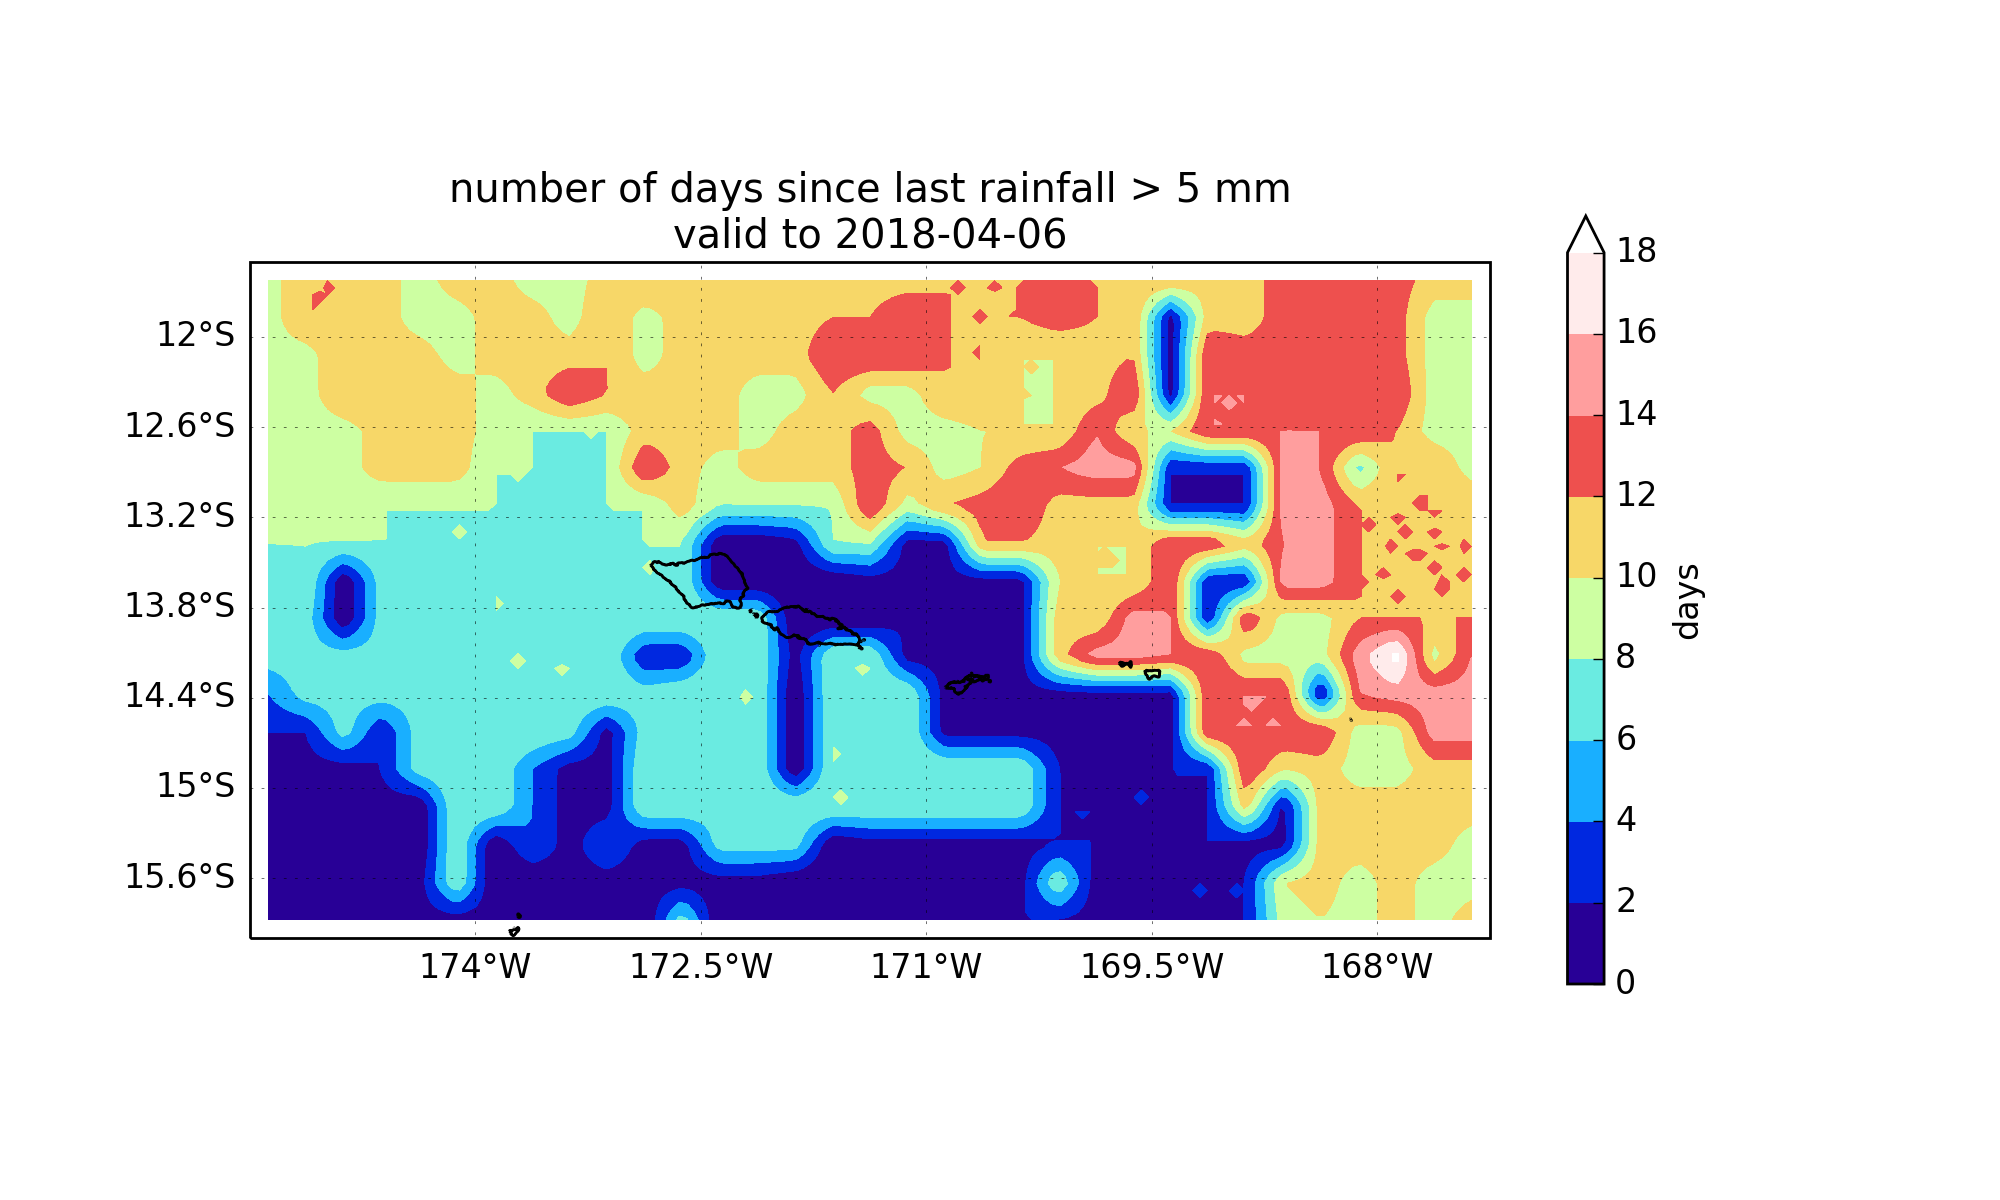 number of days since last rainfall > 5 mm
valid to 2018-04-06
12°S
12.6°S
13.2°S
13.8°S
14.4°S
15°S
15.6°S
174°W
172.5°W
171°W
169.5°W
168°W
18
16
14
12
10
8
6
4
2
0
days